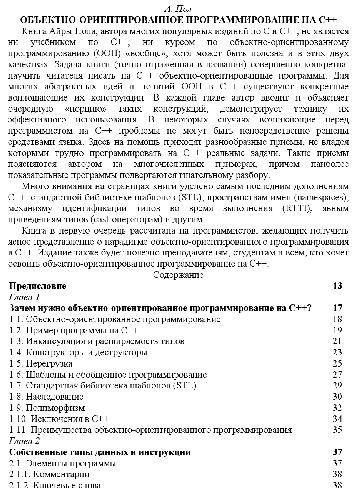 А. Пол
ОБЪЕКТНО ОРИЕНТИРОВАННОЕ ПРОГРАММИРОВАНИЕ НА C++
Книга Айры Пола, автора многих популярных изданий по C и C++, не является
ни учебником по C++, ни курсом по объектно-ориентированному
программированию (ООП) «вообще», хотя может быть полезна и в этих двух
качествах. Задача книги (точно отраженная в названии) совершенно конкретна:
научить читателя писать на C++ объектно-ориентированные программы. Для
многих абстрактных идей и понятий ООП в C++ существуют конкретные
воплощающие их конструкции. В каждой главе автор вводит и объясняет
очередную «порцию» таких конструкций, демонстрирует технику их
эффективного использования. В некоторых случаях возникающие перед
программистом на C++ проблемы не могут быть непосредственно решены
средствами языка. Здесь на помощь приходят разнообразные приемы, не владея
которыми трудно программировать на C++ реальные задачи. Такие приемы
поясняются автором на многочисленных примерах, причем наиболее
показательные программы подвергаются тщательному разбору.
Много внимания на страницах книги уделено самым последним дополнениям
C++: стандартной библиотеке шаблонов (STL), пространствам имен (namespaces),
механизму идентификации типов во время выполнения (RTTI), явным
приведениям типов (cast-операторам) и другим.
Книга в первую очередь рассчитана на программистов, желающих получить
ясное представление о парадигме объектно-ориентированного программирования
в C++. Издание также будет полезно преподавателям, студентам и всем, кто хочет
освоить объектно-ориентированное программирование на C++.
Содержание
Предисловие 13
Глава 1
Зачем нужно объектно ориентированное программирование на C++? 17
1.1. Объектно-ориентированное программирование 18
1.2. Пример программы на C++ 19
1.3. Инкапсуляция и расширяемость типов 21
1.4. Конструкторы и деструкторы 23
1.5. Перегрузка 25
1.6. Шаблоны и обобщенное программирование 27
1.7. Стандартная библиотека шаблонов (STL) 29
1.8. Наследование 30
1.9. Полиморфизм 32
1.10. Исключения в C++ 34
1.11. Преимущества объектно-ориентированного программирования 35
Глава 2
Собственные типы данных и инструкции 37
2.1. Элементы программы 37
2.1.1. Комментарии 38
2.1.2. Ключевые слова 38